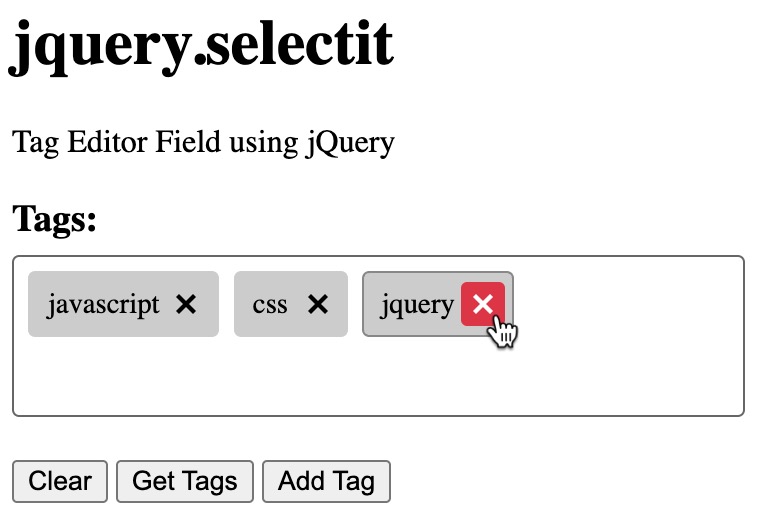 jquery.selectit
Tag Editor Field using jQuery
Tags:
javascript ✕ css ✕ jquery ✕
Clear Get Tags Add Tag